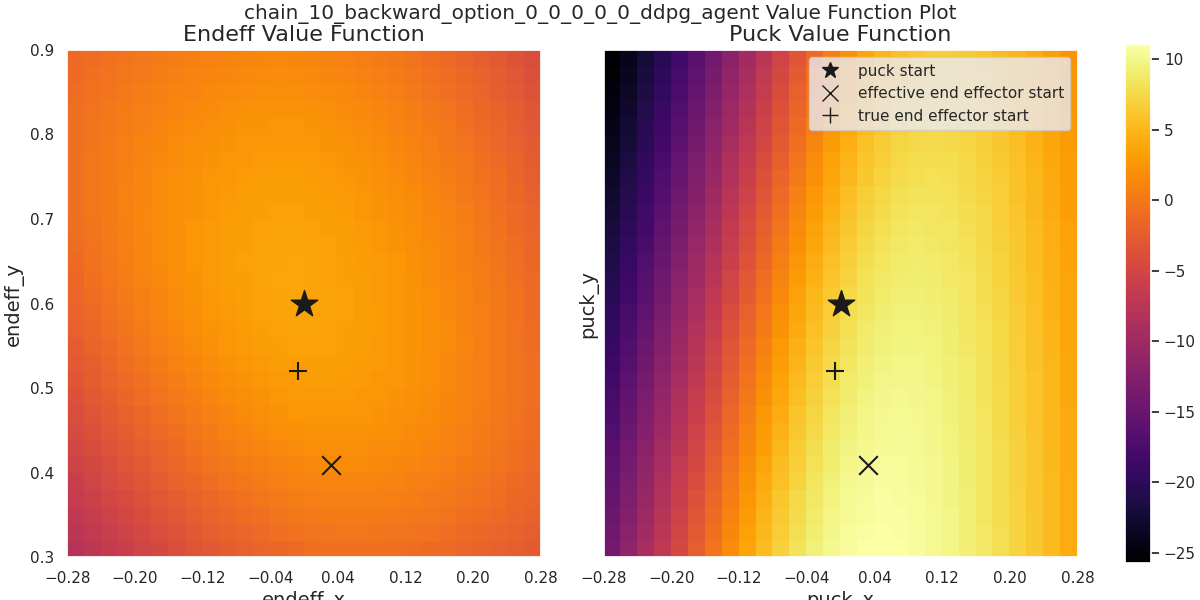 chain_10_backward_option_0_0_0_0_0_ddpg_agent Value Function Plot
Endeff Value Function
Puck Value Function
puck start
effective end effector start
true end effector start
0.9
0.8
0.7
0.6
0.5
0.4
0.3
endeff_y
−0.28 −0.20 −0.12 −0.04 0.04 0.12 0.20 0.28
endeff_x
puck_y
−0.28 −0.20 −0.12 −0.04 0.04 0.12 0.20 0.28
puck_x
10
5
0
−5
−10
−15
−20
−25